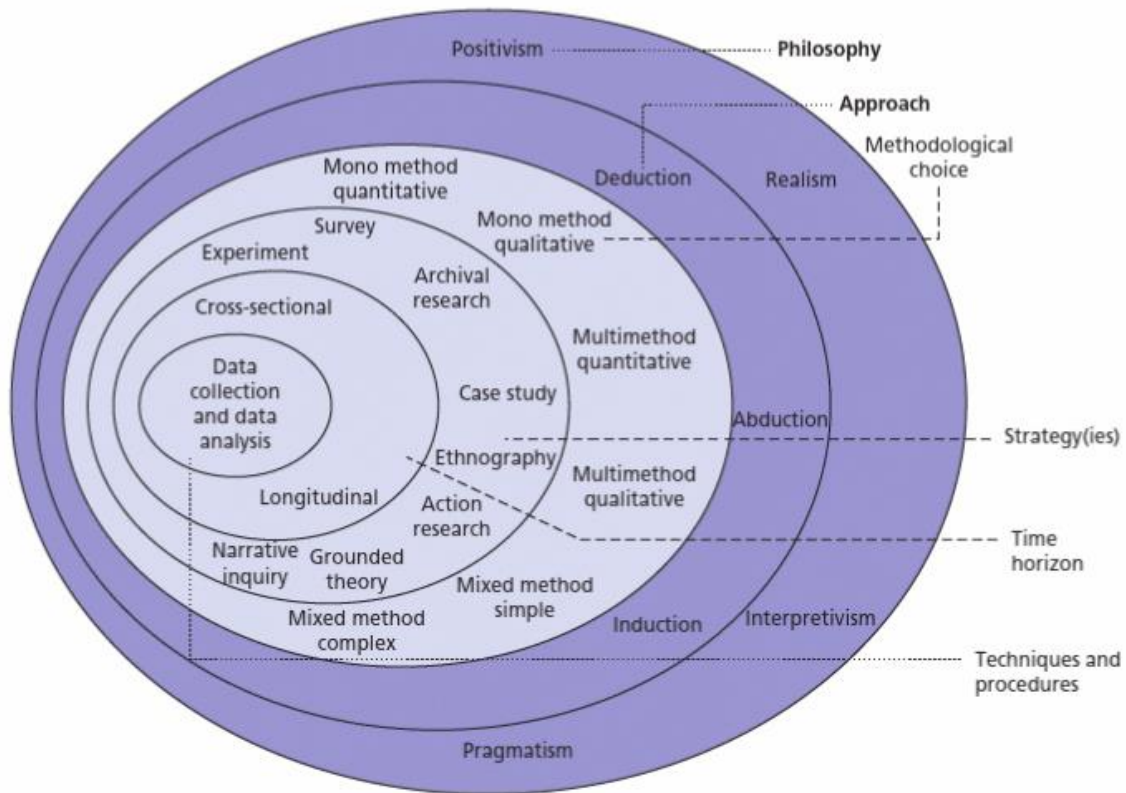 Positivism
Philosophy
Approach
Methodological
choice
Mono method
quantitative
Deduction
Realism
Mono method
qualitative
Survey
Experiment
Archival
research
Cross-sectional
Multimethod
quantitative
Data
collection
and data
analysis
Case study
Abduction
Strategy(ies)
Ethnography
Multimethod
qualitative
Longitudinal
Action
research
Time
horizon
Narrative
inquiry
Grounded
theory
Mixed method
simple
Mixed method
complex
Induction
Interpretivism
Techniques and
procedures
Pragmatism